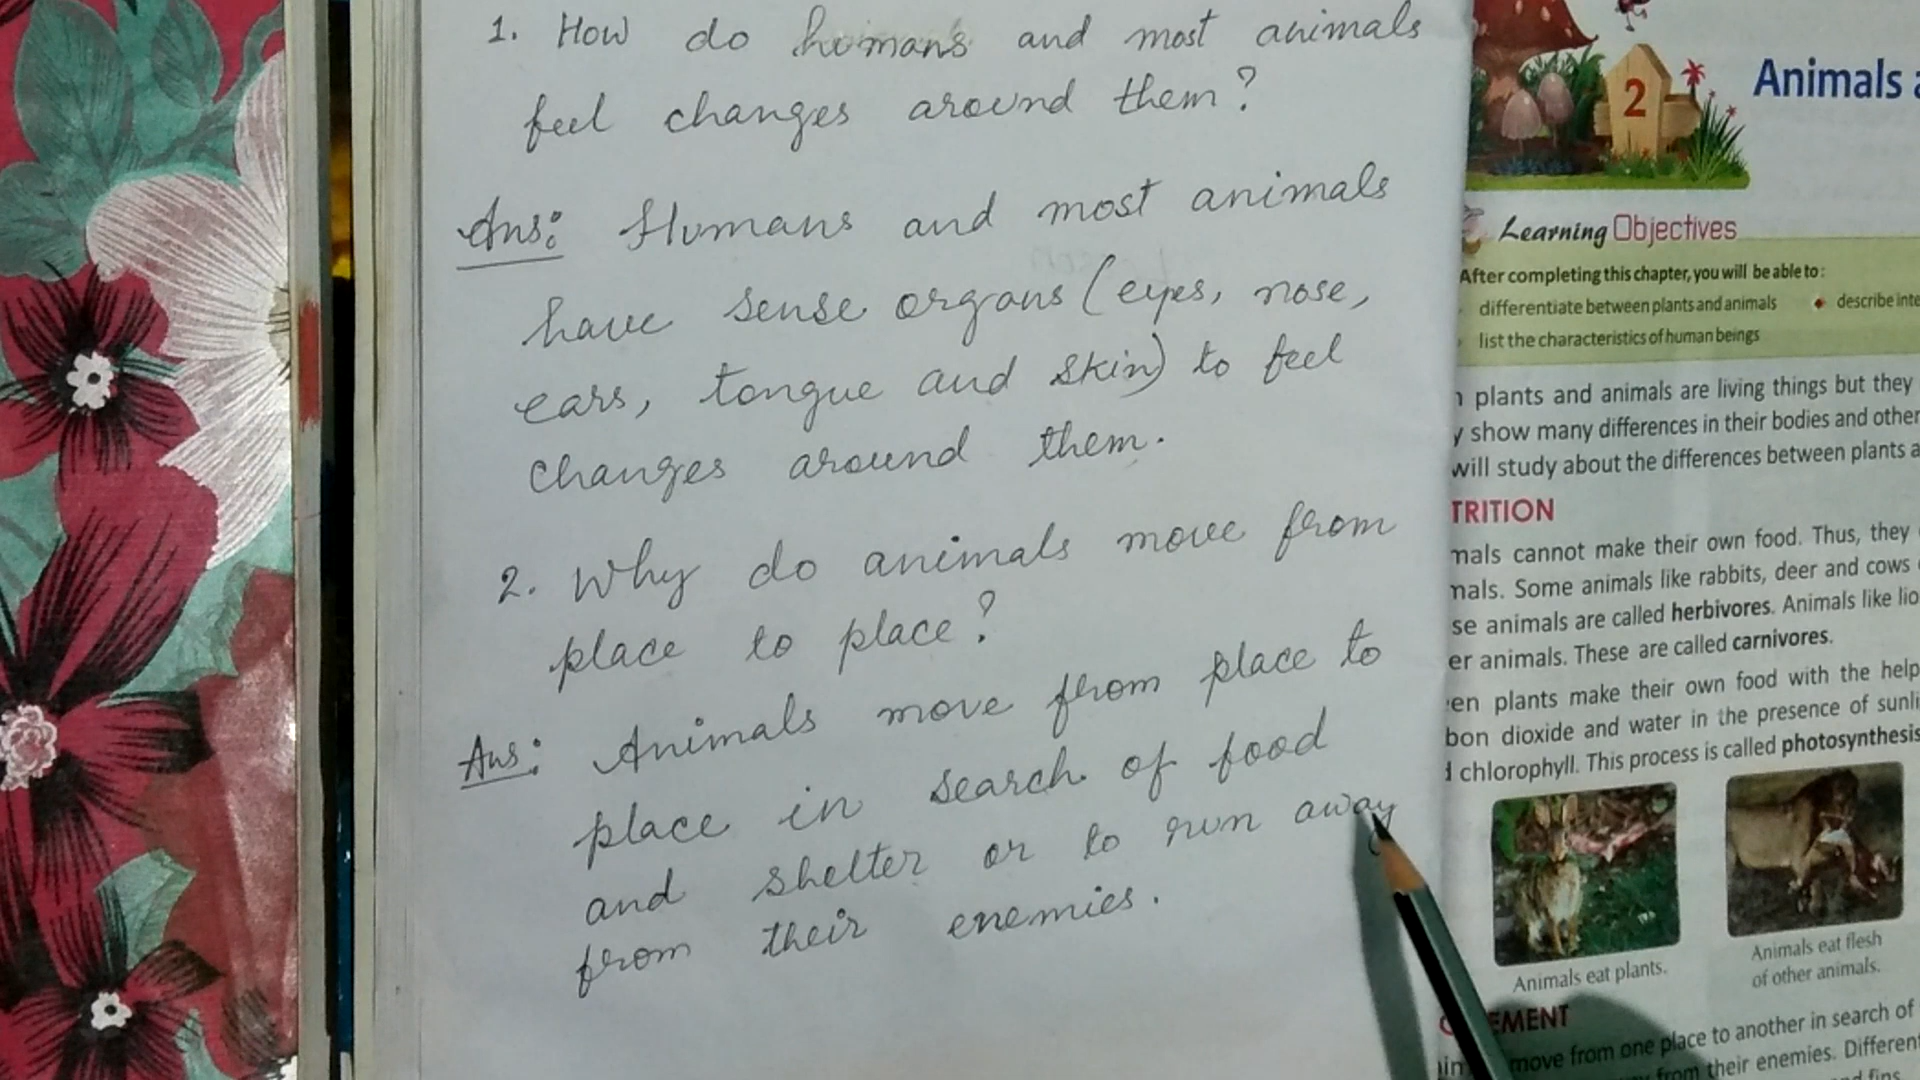 1. How do humans and most animals
feel changes around them?
Ans: Humans and most animals
have sense organs (eyes, nose,
ears, tongue and skin) to feel
changes around them.
2. Why do animals move from
place to place?
Ans: Animals move from place to
place in search of food
and shelter or to run away
from their enemies.
2
Animals
Learning Objectives
After completing this chapter, you will be able to:
differentiate between plants and animals
describe
list the characteristics of human beings
plants and animals are living things but they
show many differences in their bodies and other
will study about the differences between plants
TRITION
mals cannot make their own food. Thus, they
mals. Some animals like rabbits, deer and cows
se animals are called herbivores. Animals like lio
er animals. These are called carnivores.
en plants make their own food with the help
bon dioxide and water in the presence of sunli
chlorophyll. This process is called photosynthesis
Animals eat plants.
Animals eat flesh
of other animals.
EMENT
move from one place to another in search of
from their enemies. Different
fins